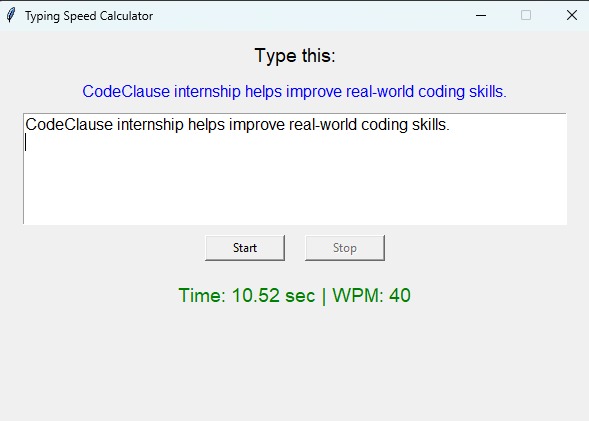 Typing Speed Calculator
Type this:
CodeClause internship helps improve real-world coding skills.
CodeClause internship helps improve real-world coding skills.
Start Stop
Time: 10.52 sec | WPM: 40